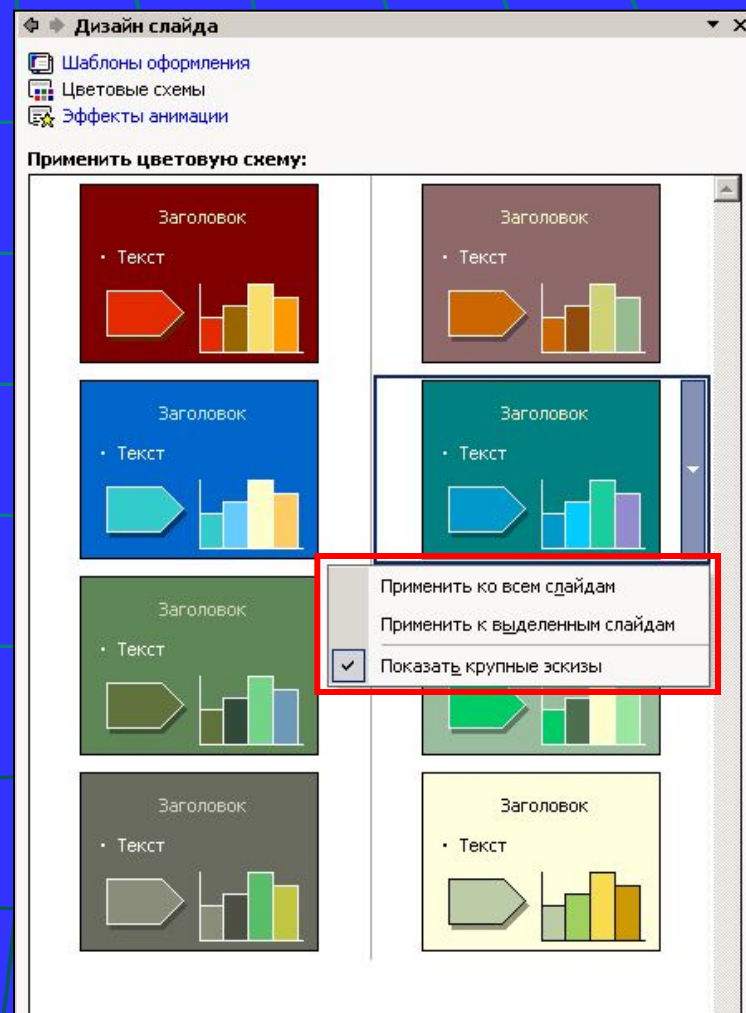 Дизайн слайда
Шаблоны оформления
Цветовые схемы
Эффекты анимации
Применить цветовую схему:
Заголовок
• Текст
Заголовок
• Текст
Заголовок
• Текст
Заголовок
• Текст
Применить ко всем слайдам
Применить к выделенным слайдам
Показать крупные эскизы
Заголовок
• Текст
Заголовок
• Текст
Заголовок
• Текст